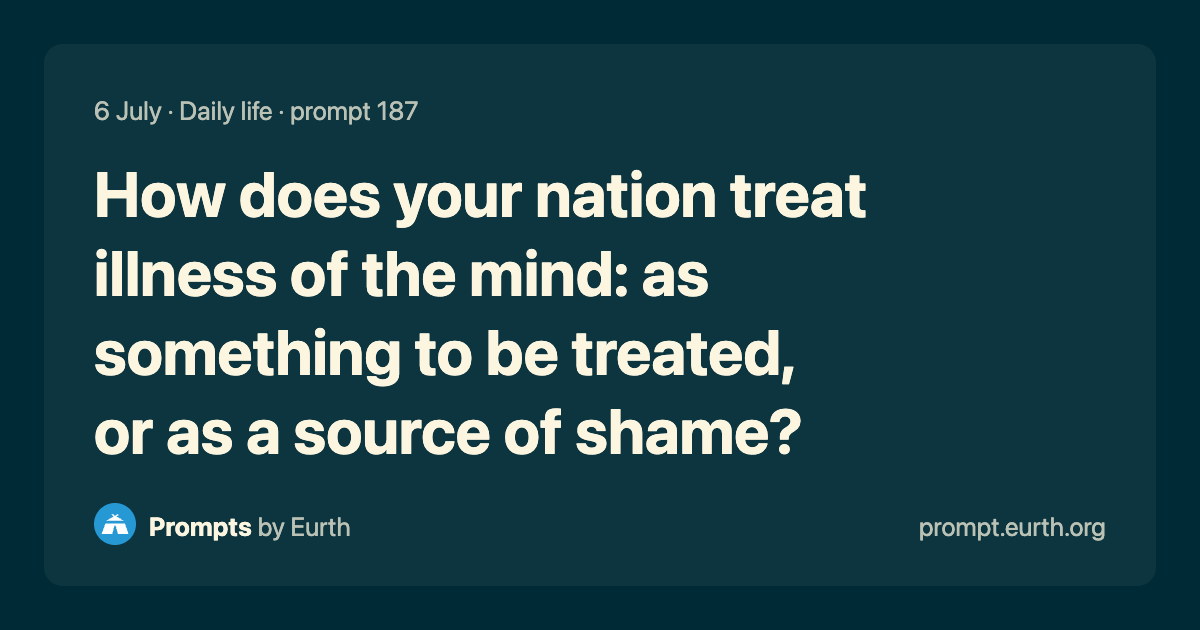 6 July · Daily life · prompt 187
How does your nation treat
illness of the mind: as
something to be treated,
or as a source of shame?
Prompts by Eurth
prompt.eurth.org